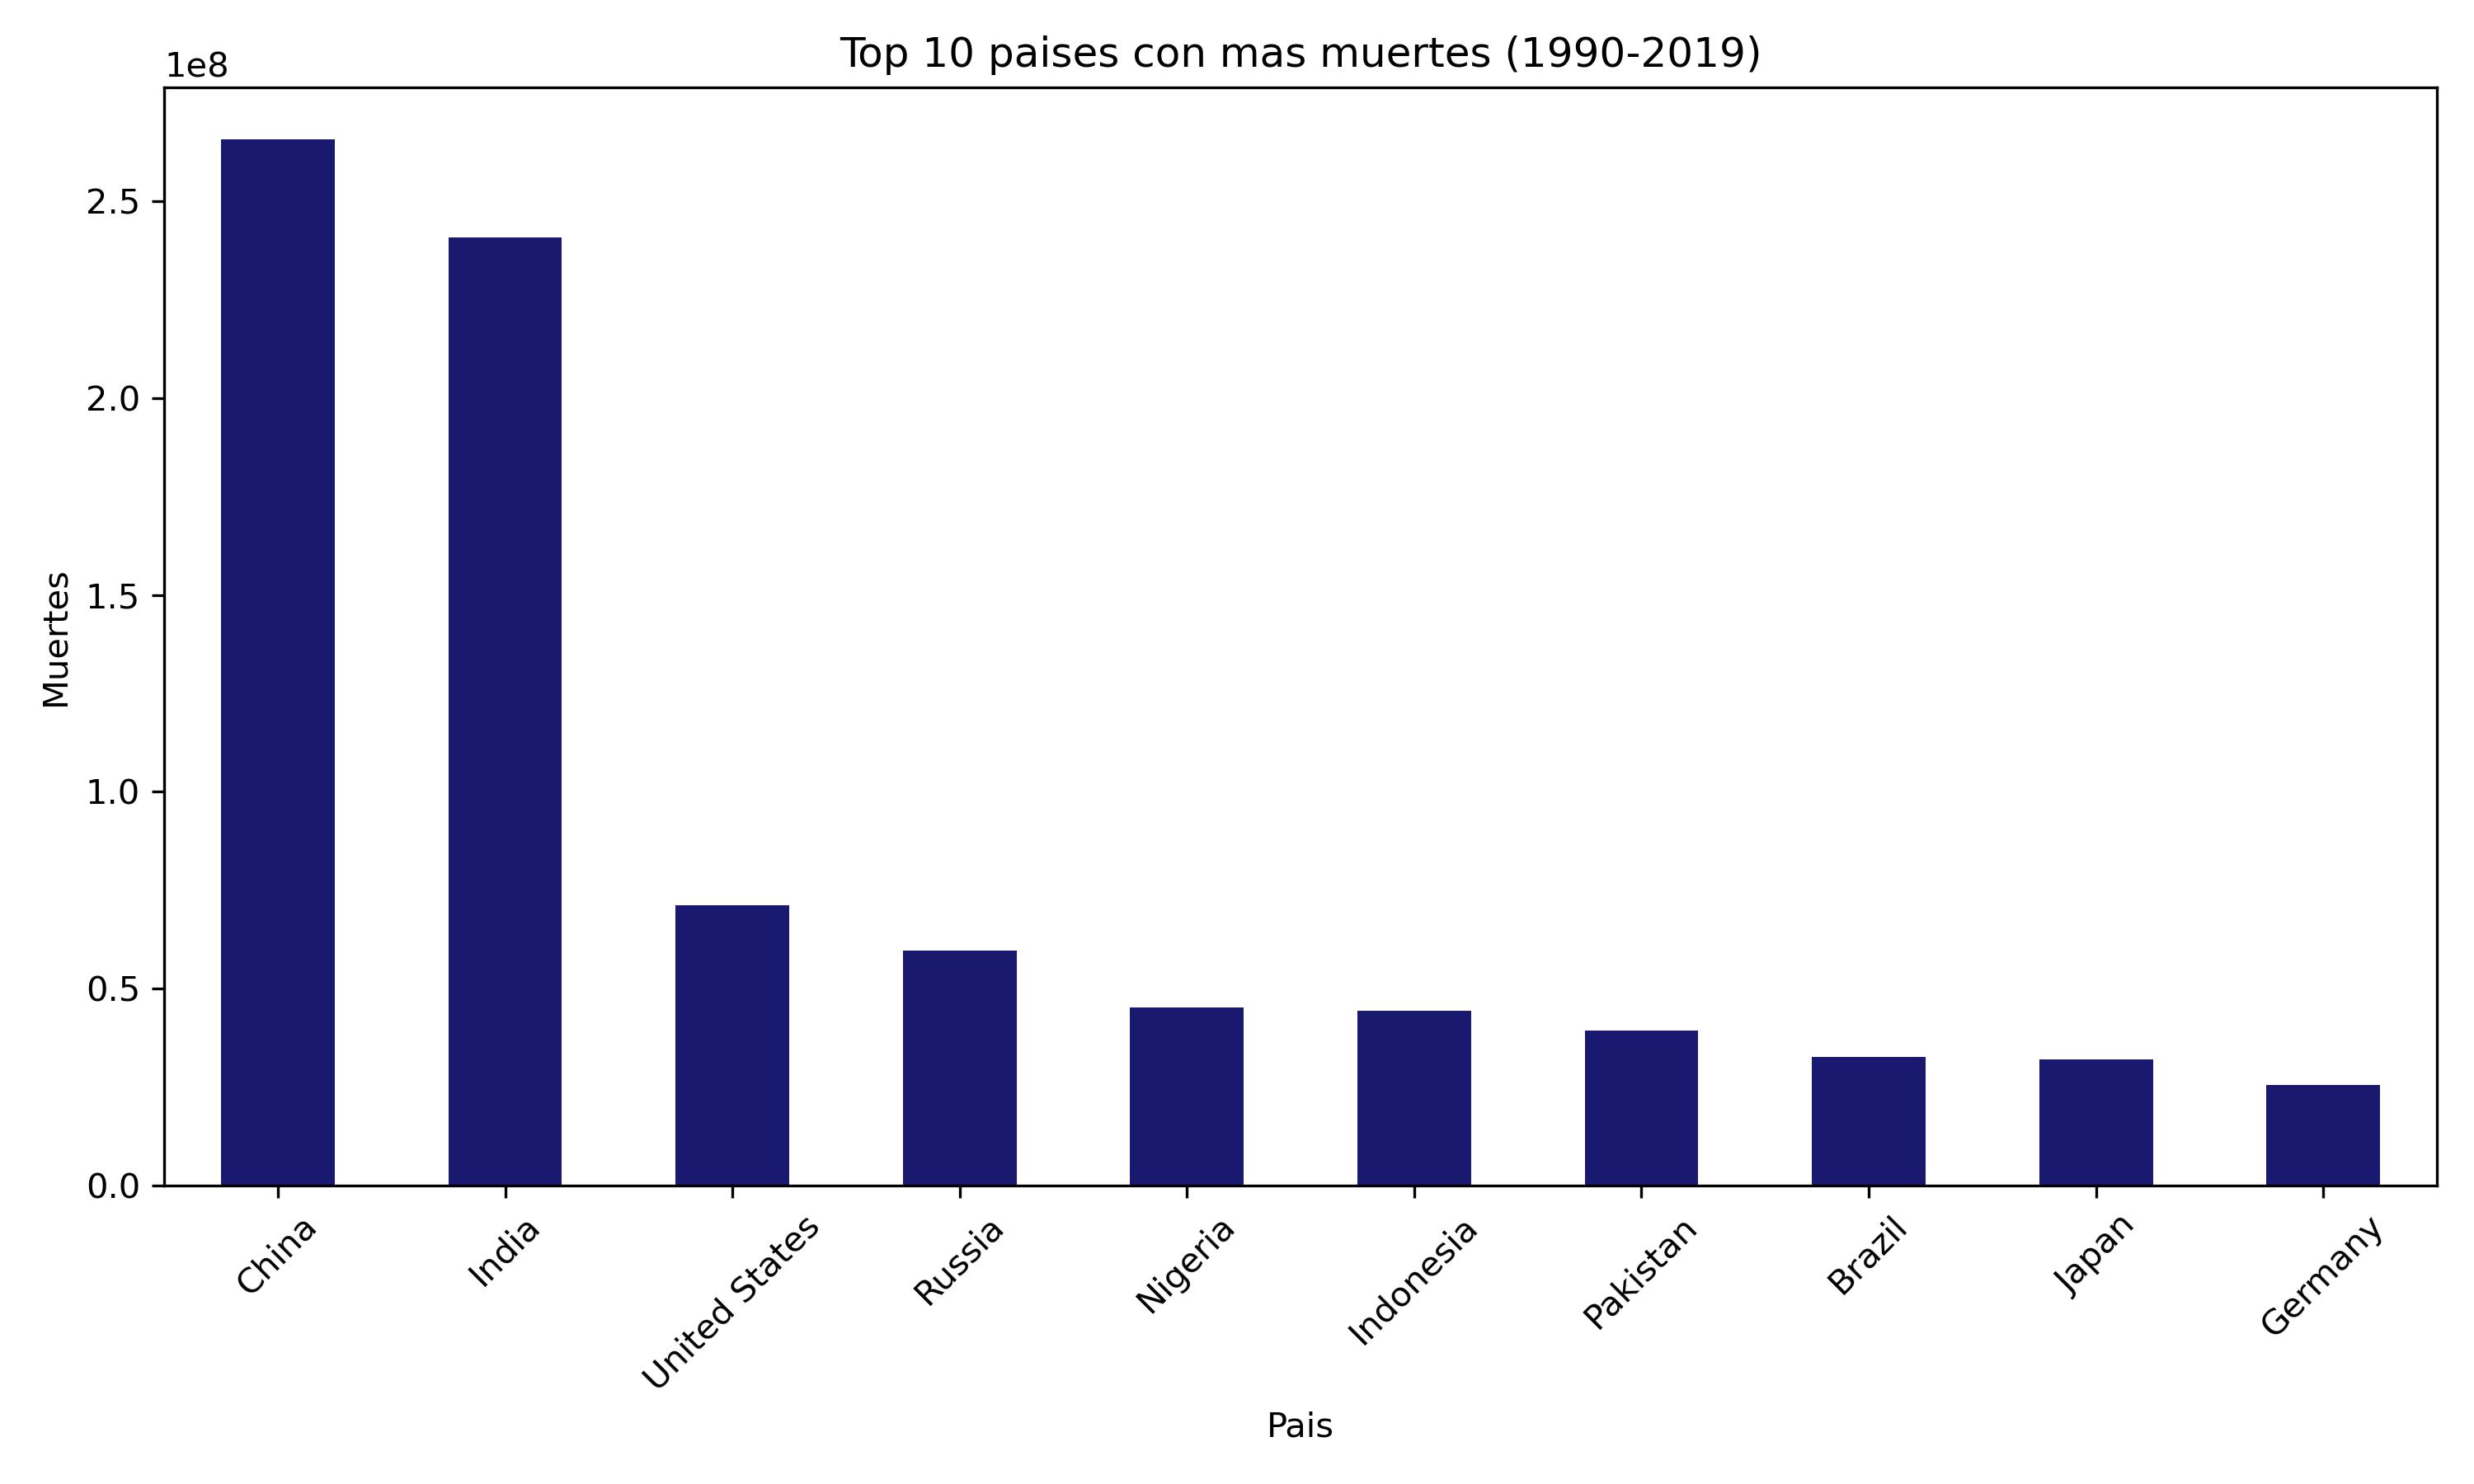 Top 10 paises con mas muertes (1990-2019)
1e8
2.5
2.0
1.5
1.0
0.5
0.0
Muertes
China
India
United States
Russia
Nigeria
Indonesia
Pakistan
Brazil
Japan
Germany
Pais